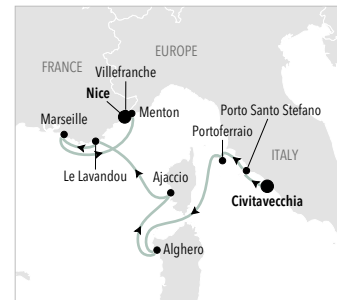 EUROPE
FRANCE
Villefranche
Nice
Menton
Marseille
Porto Santo Stefano
Portoferraio
ITALY
Le Lavandou
Ajaccio
Civitavecchia
Alghero